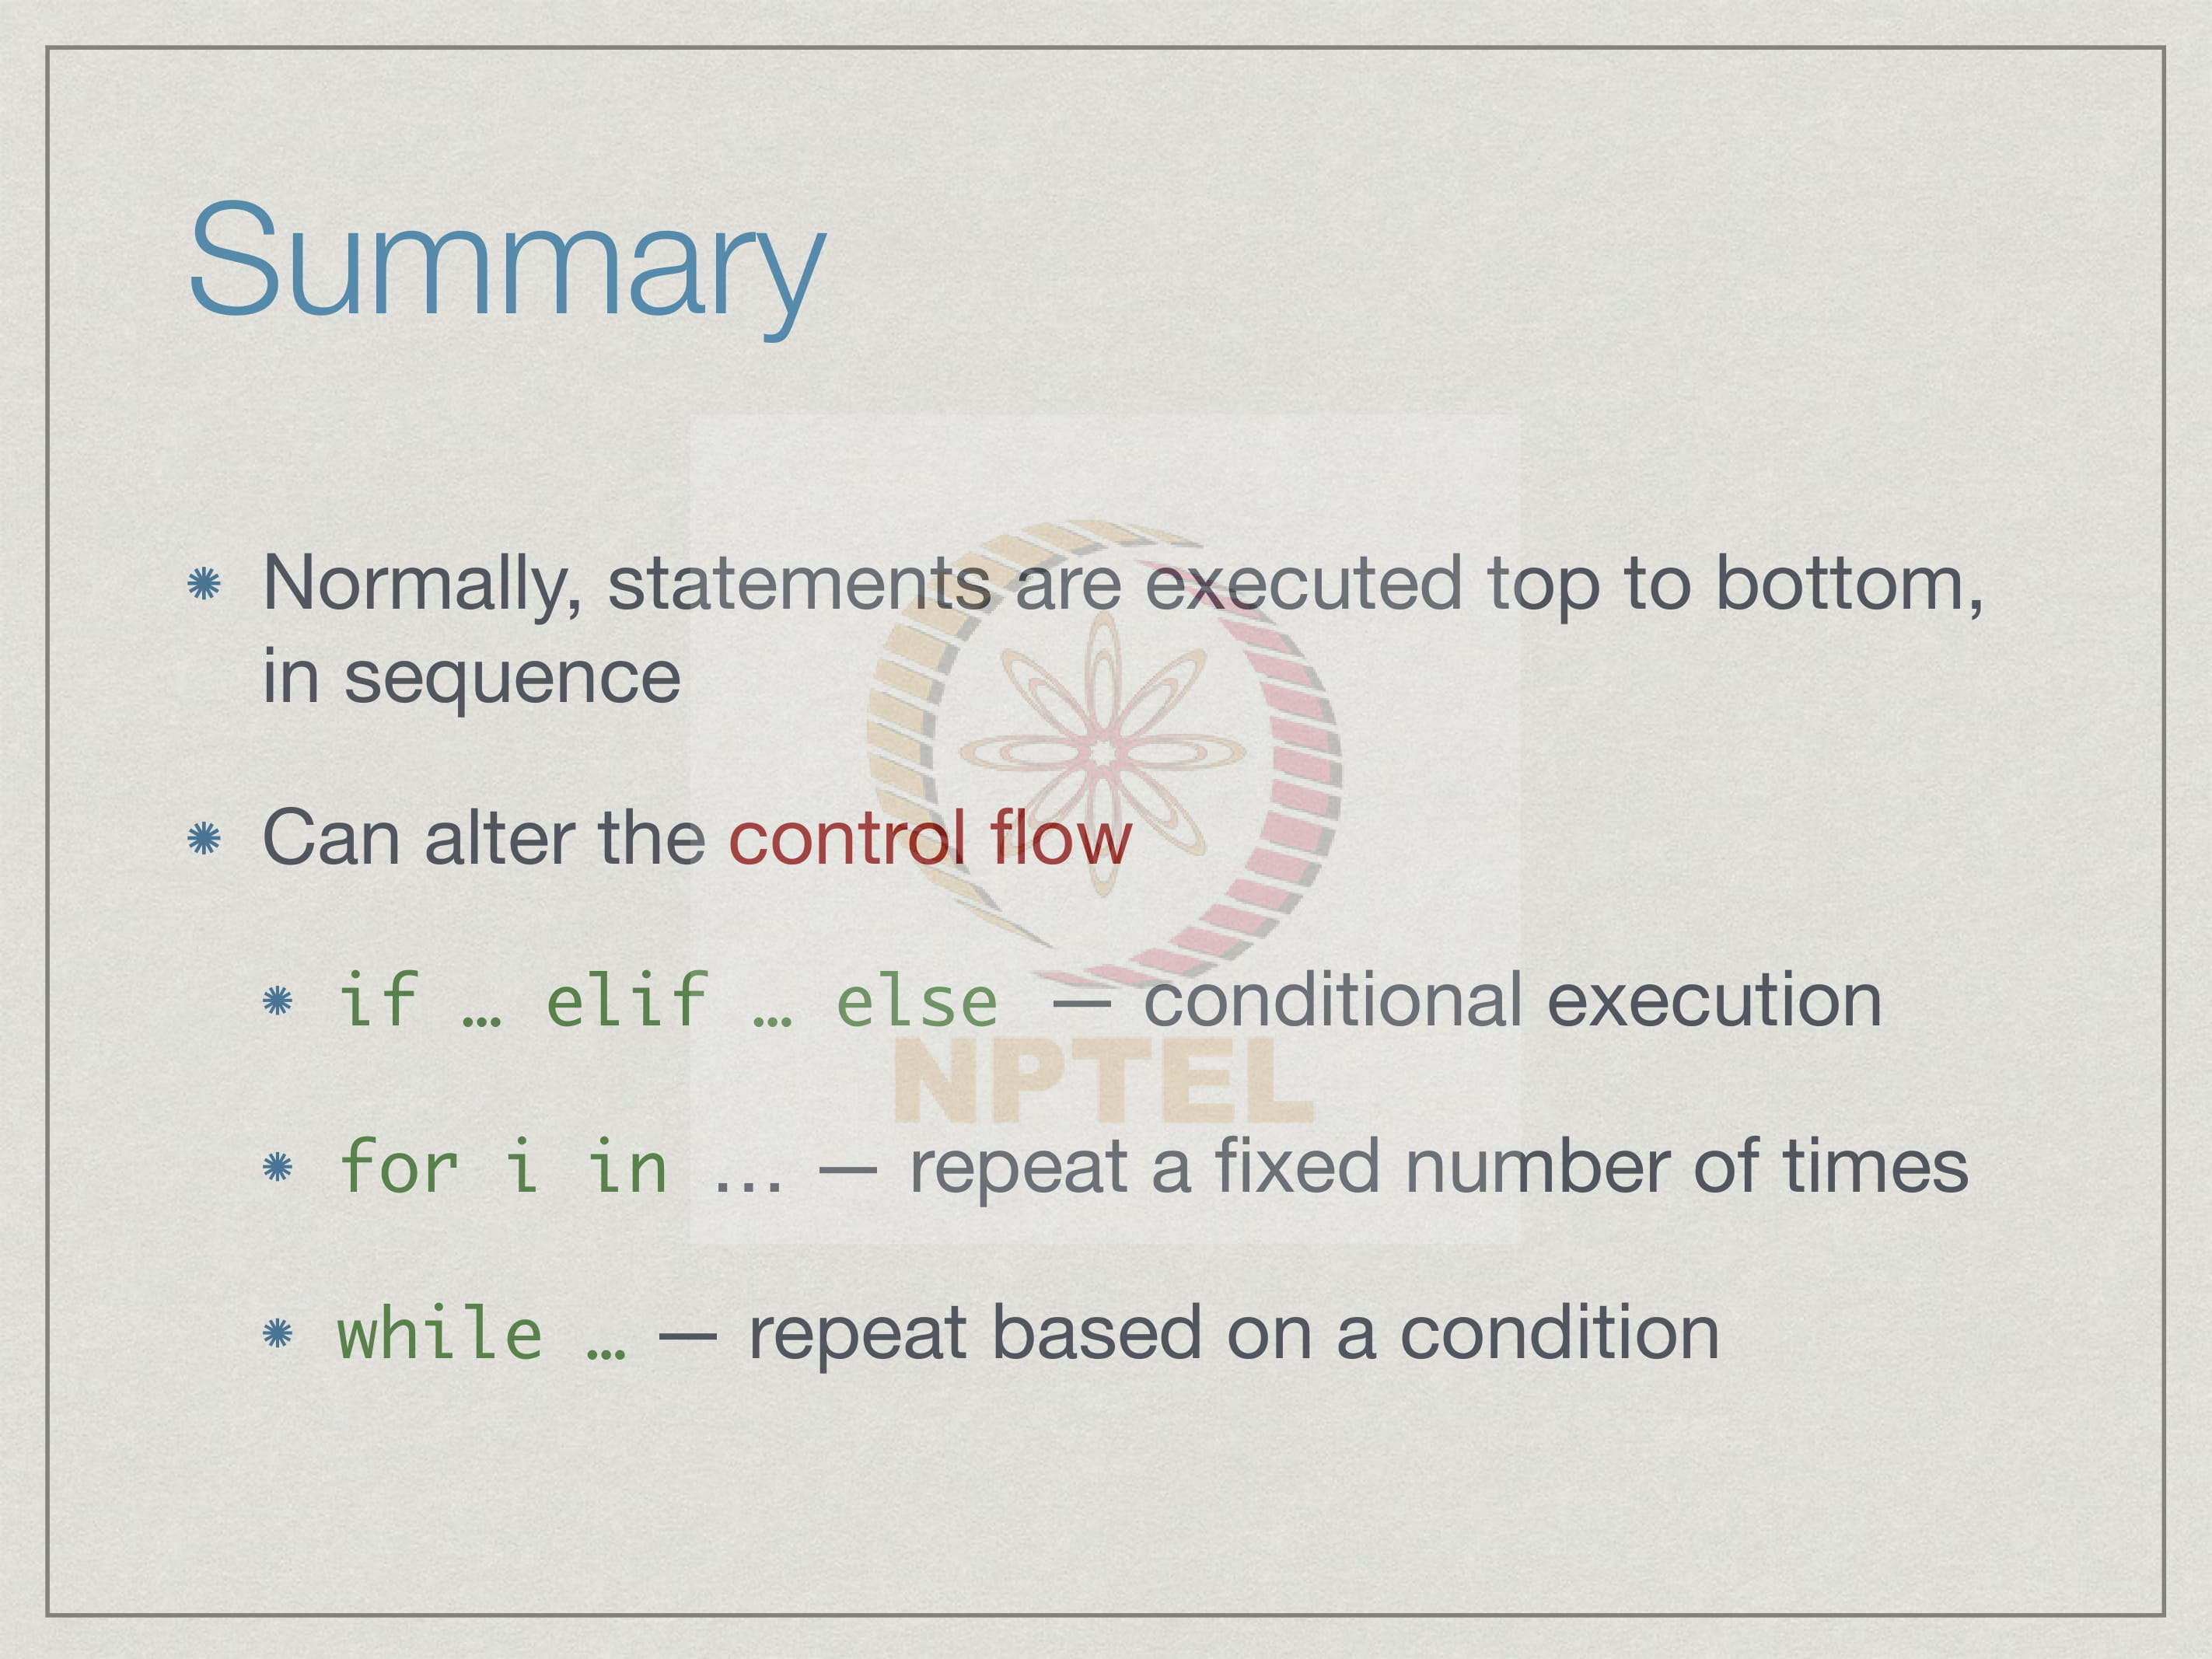 Summary
Normally, statements are executed top to bottom,
in sequence
Can alter the control flow
if … elif … else — conditional execution
NPTEL
for i in … — repeat a fixed number of times
while … — repeat based on a condition